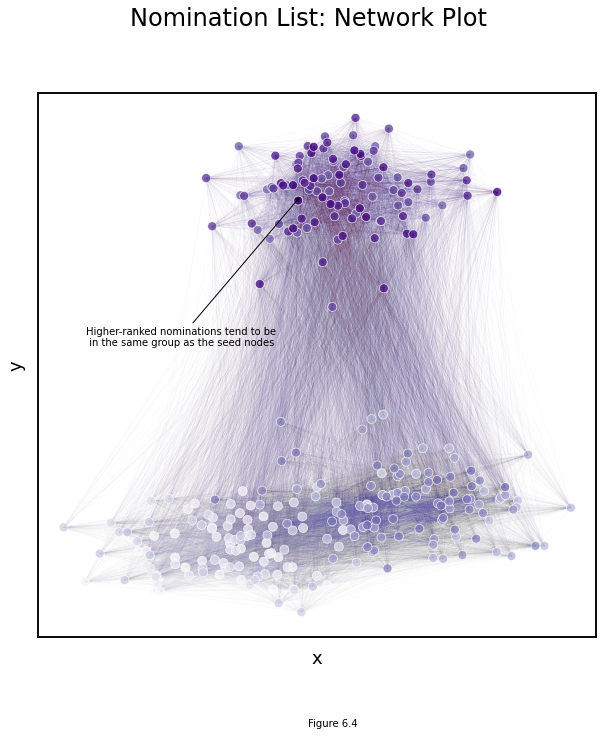 Nomination List: Network Plot
Higher-ranked nominations tend to be
in the same group as the seed nodes
y
x
Figure 6.4